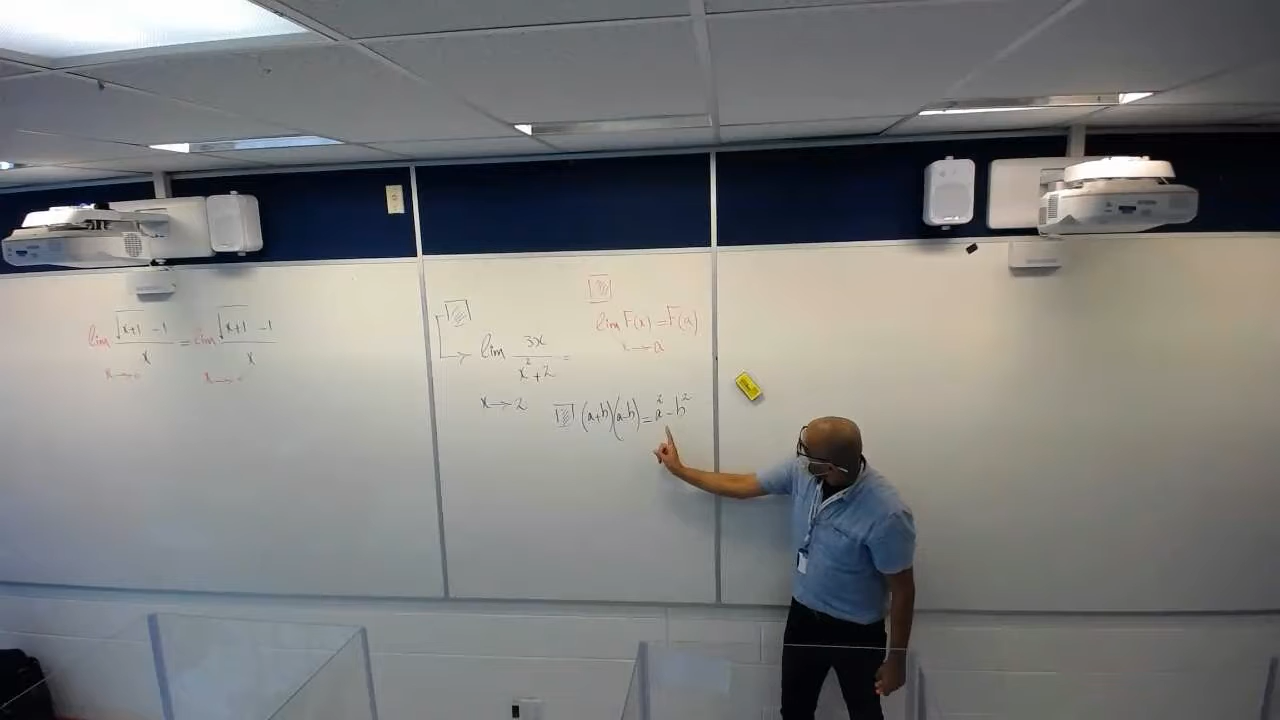 lim √x+1 -1 / x = lim √x+1 -1 / x
x→0 x→0
lim F(x) = F(a)
x→a
lim 3x / x²+2 =
x→2
(a+b)(a-b) = a²-b²